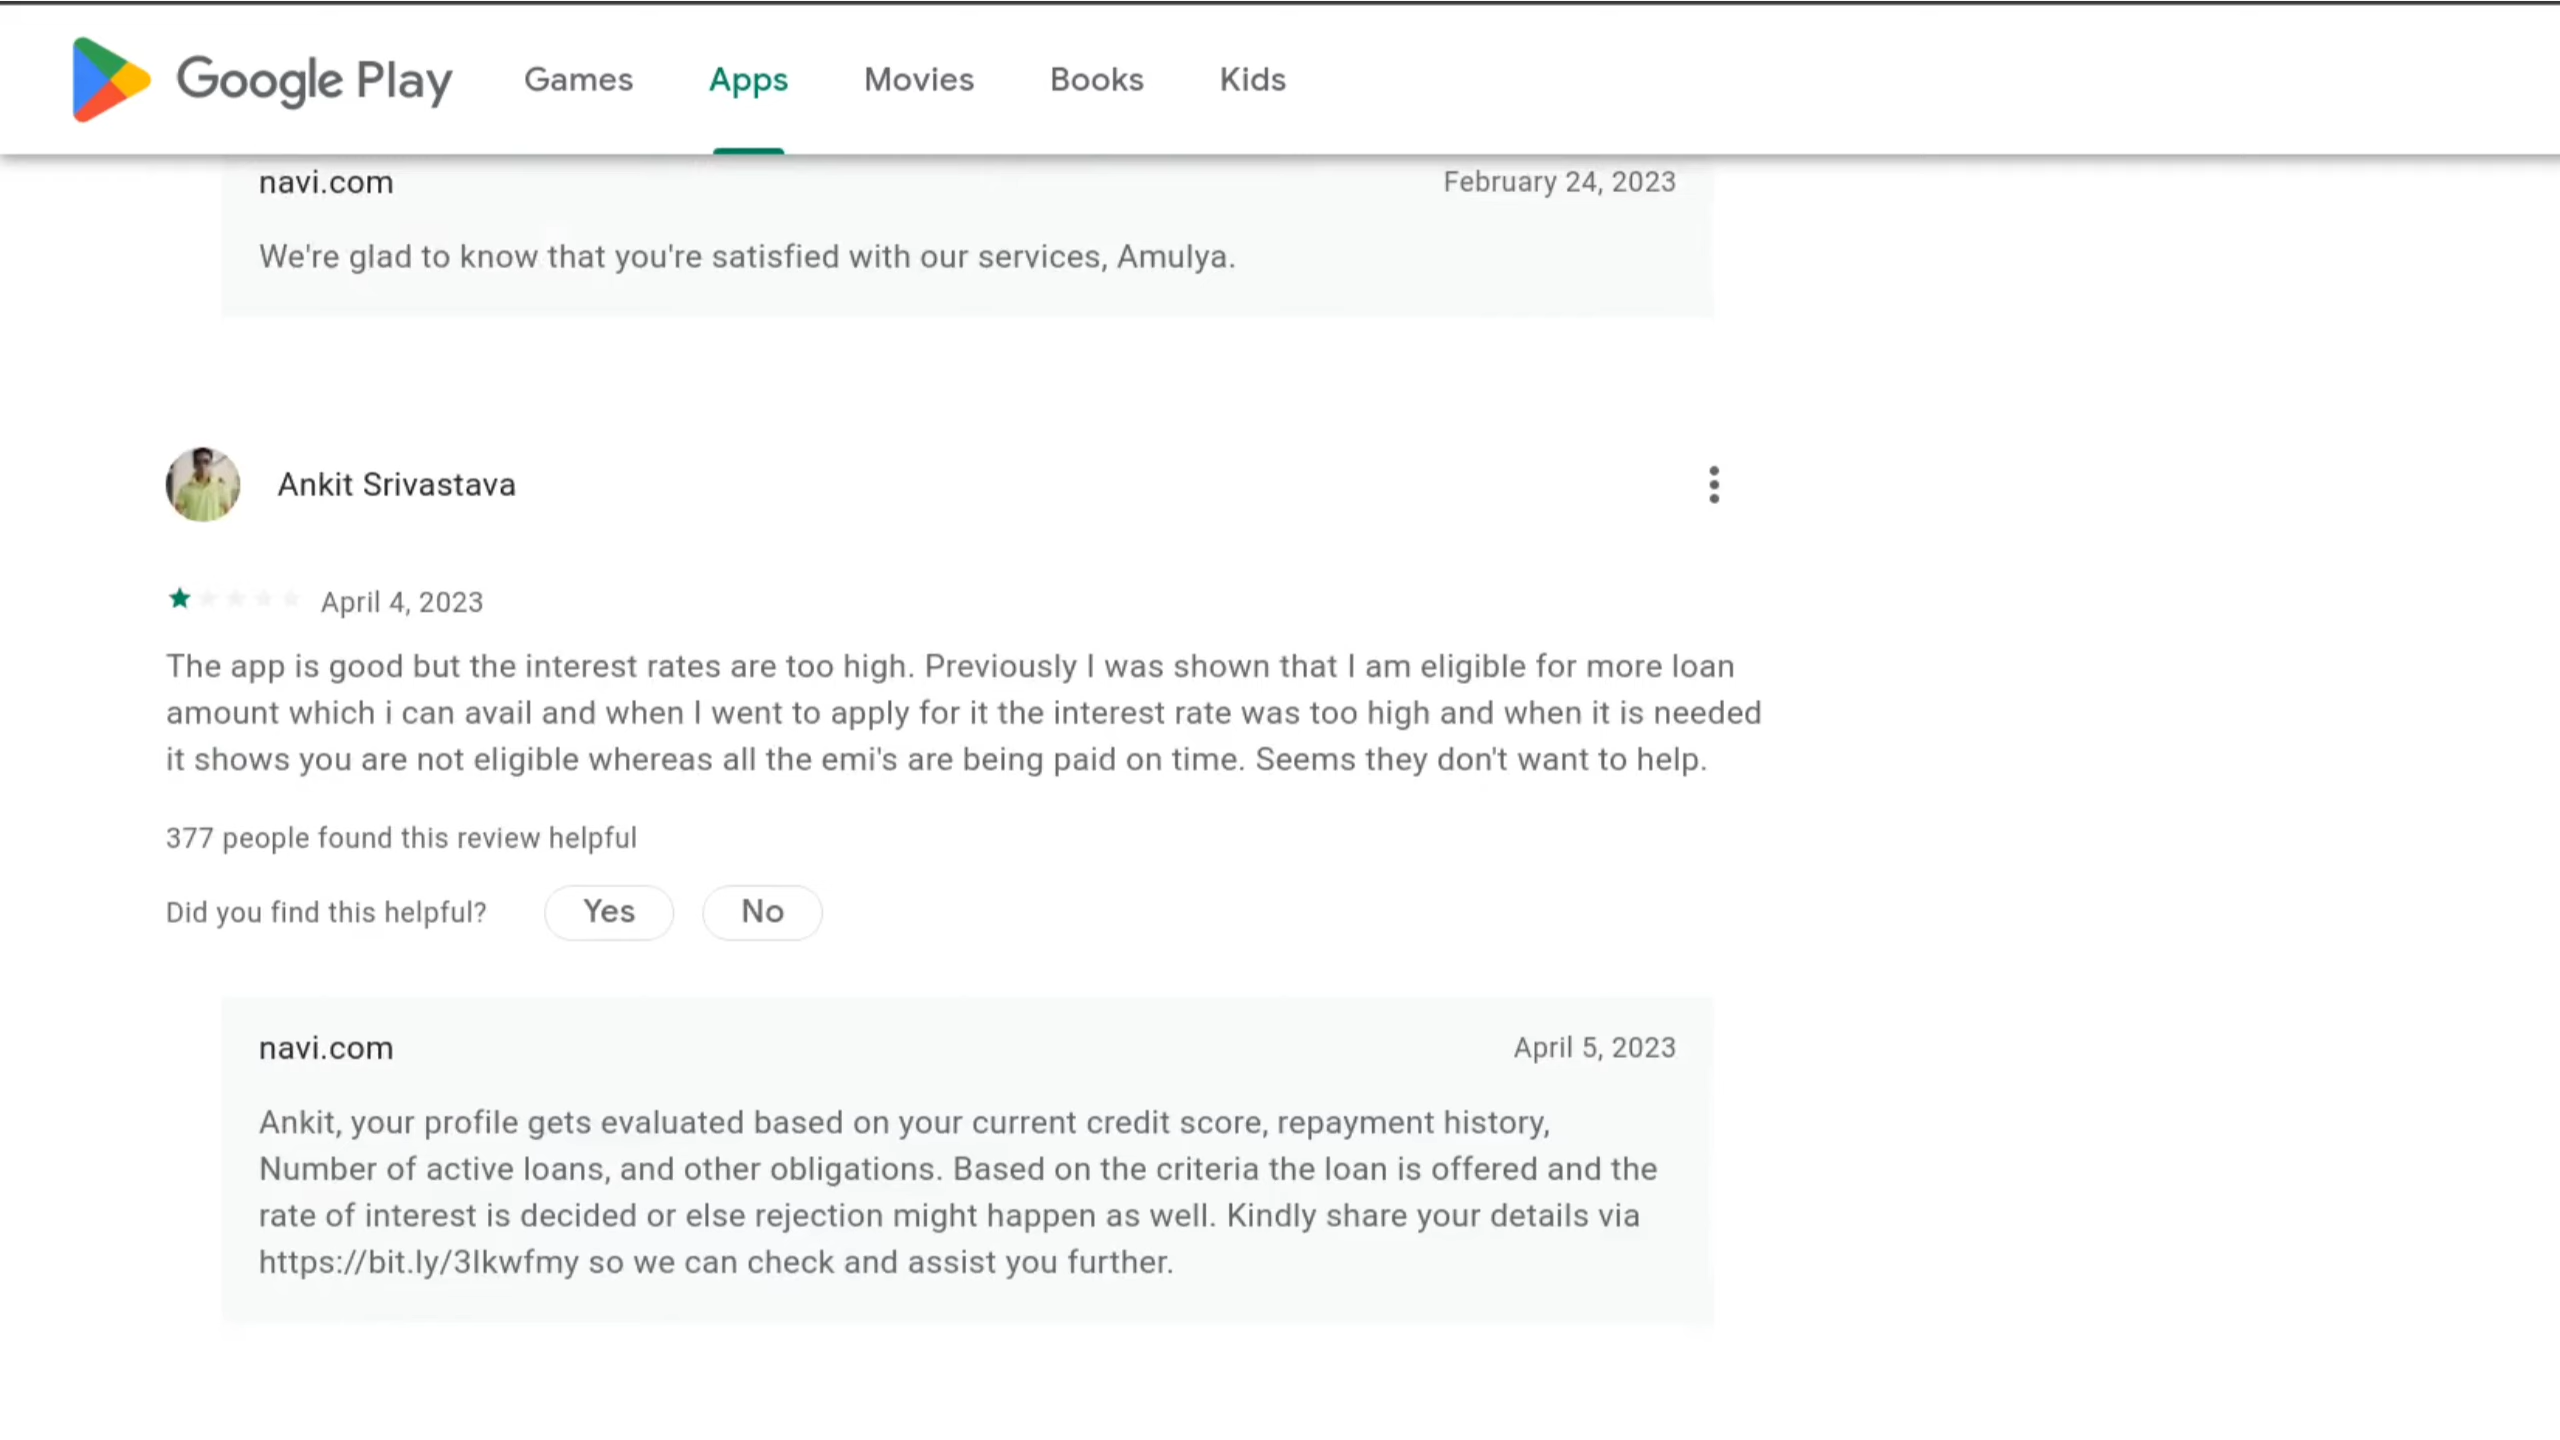 Google Play Games Apps Movies Books Kids
navi.com February 24, 2023
We're glad to know that you're satisfied with our services, Amulya.
Ankit Srivastava
April 4, 2023
The app is good but the interest rates are too high. Previously I was shown that I am eligible for more loan
amount which i can avail and when I went to apply for it the interest rate was too high and when it is needed
it shows you are not eligible whereas all the emi's are being paid on time. Seems they don't want to help.
377 people found this review helpful
Did you find this helpful? Yes No
navi.com April 5, 2023
Ankit, your profile gets evaluated based on your current credit score, repayment history,
Number of active loans, and other obligations. Based on the criteria the loan is offered and the
rate of interest is decided or else rejection might happen as well. Kindly share your details via
https://bit.ly/3lkwfmy so we can check and assist you further.